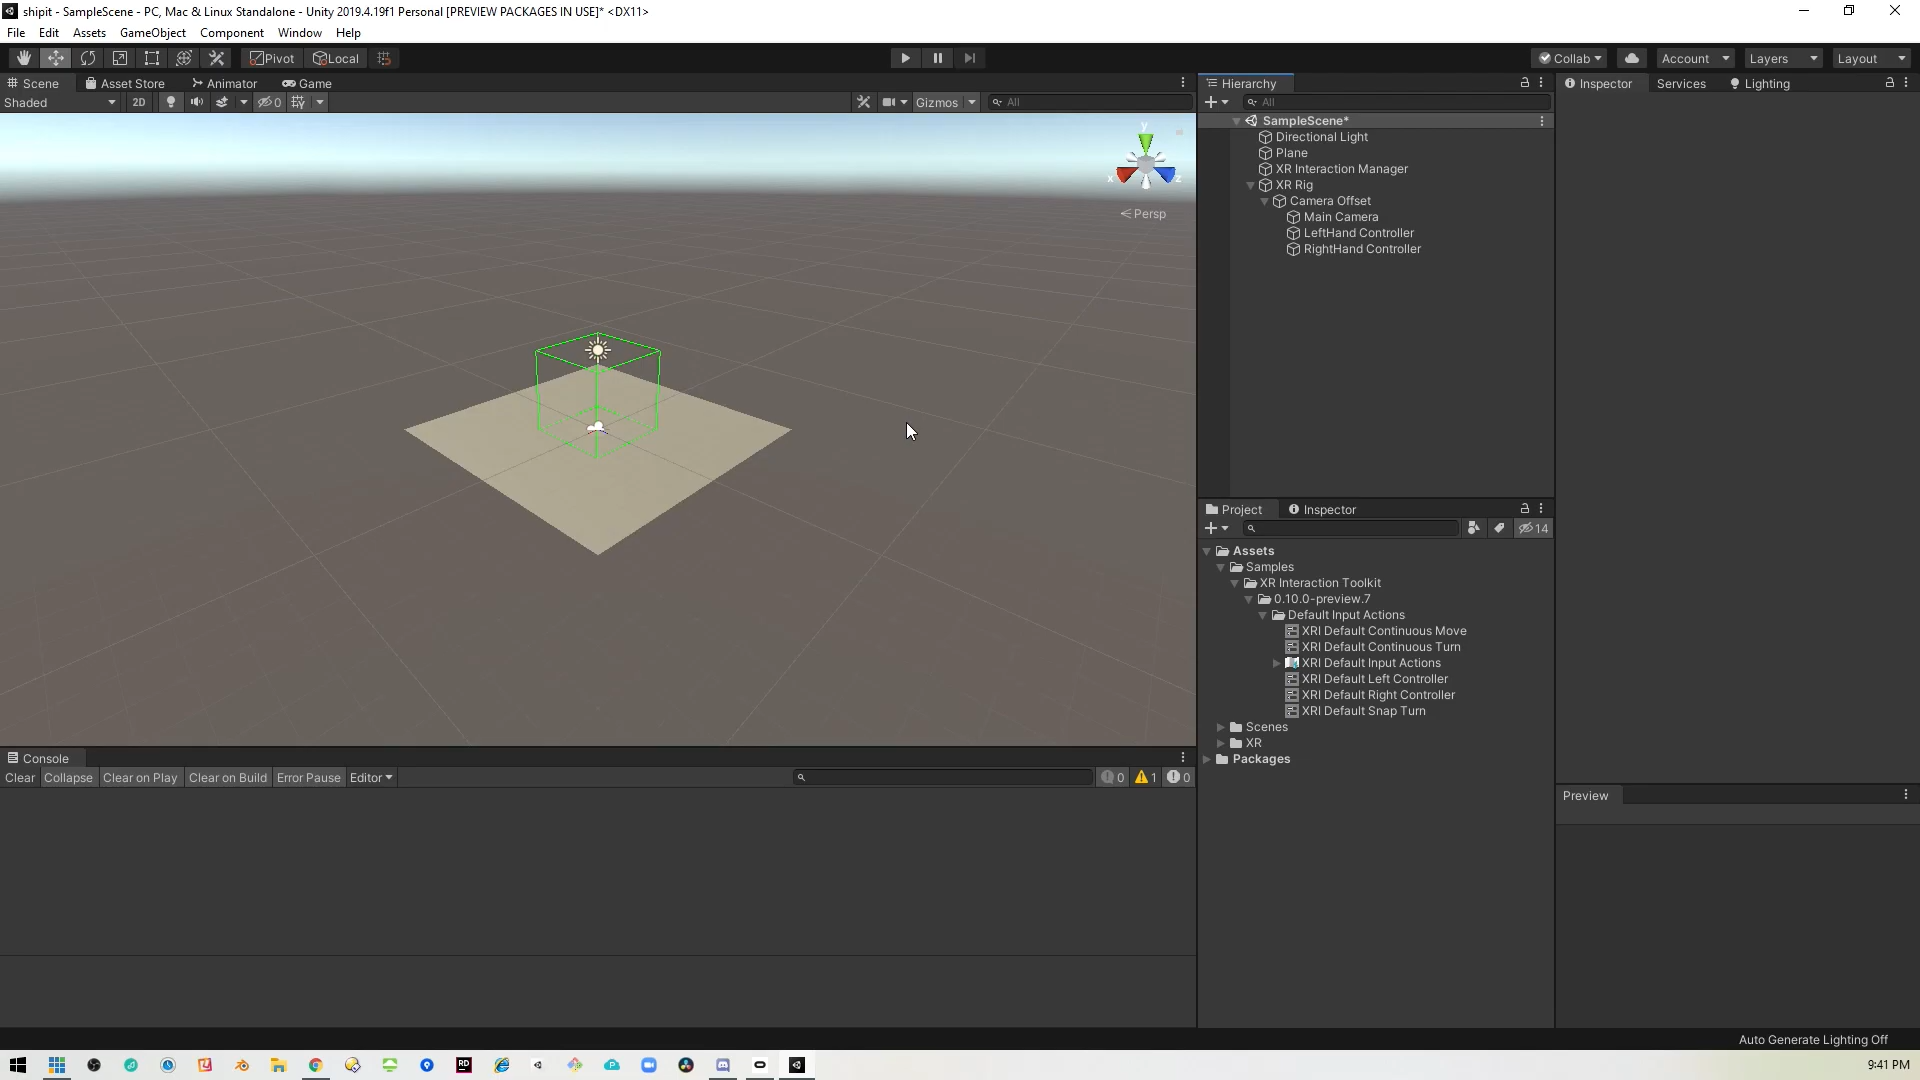 shipit - SampleScene - PC, Mac & Linux Standalone - Unity 2019.4.19f1 Personal [PREVIEW PACKAGES IN USE]* <DX11>
File Edit Assets GameObject Component Window Help
Pivot Local Collab Account Layers Layout
Scene Asset Store Animator Game
Shaded 2D 0 Gizmos All
y
x
z
Persp
Hierarchy
All
SampleScene*
Directional Light
Plane
XR Interaction Manager
XR Rig
Camera Offset
Main Camera
LeftHand Controller
RightHand Controller
Inspector Services Lighting
Project Inspector
14
Assets
Samples
XR Interaction Toolkit
0.10.0-preview.7
Default Input Actions
XRI Default Continuous Move
XRI Default Continuous Turn
XRI Default Input Actions
XRI Default Left Controller
XRI Default Right Controller
XRI Default Snap Turn
Scenes
XR
Packages
Console
Clear Collapse Clear on Play Clear on Build Error Pause Editor 0 1 0
Preview
Auto Generate Lighting Off
RD
9:41 PM